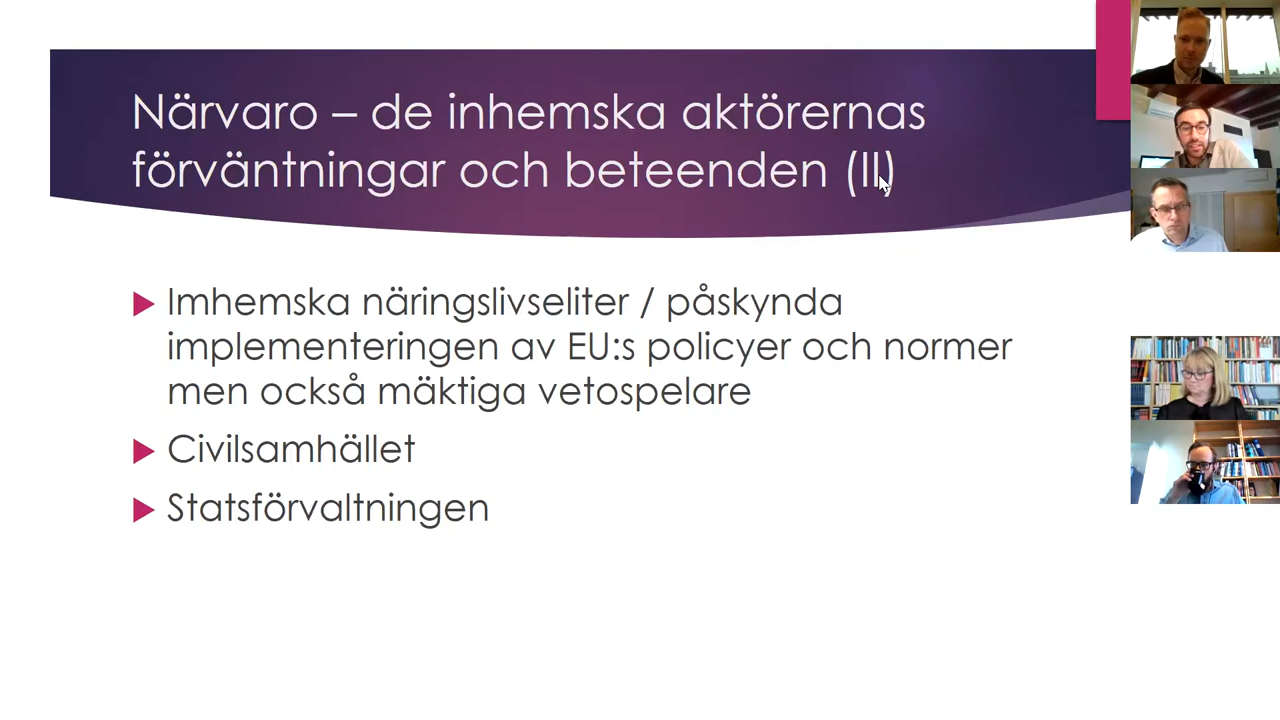 Närvaro – de inhemska aktörernas
förväntningar och beteenden (II)
Imhemska näringslivseliter / påskynda
implementeringen av EU:s policyer och normer
men också mäktiga vetospelare
Civilsamhället
Statsförvaltningen